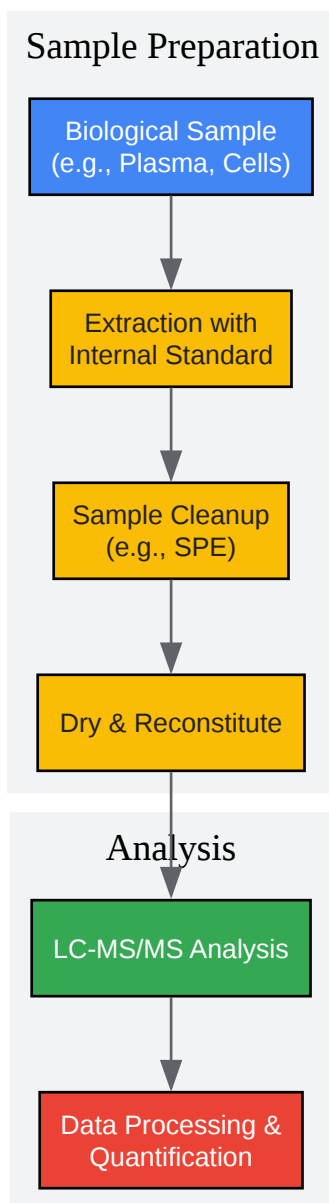 Sample Preparation
Biological Sample
(e.g., Plasma, Cells)
Extraction with
Internal Standard
Sample Cleanup
(e.g., SPE)
Dry & Reconstitute
Analysis
LC-MS/MS Analysis
Data Processing &
Quantification